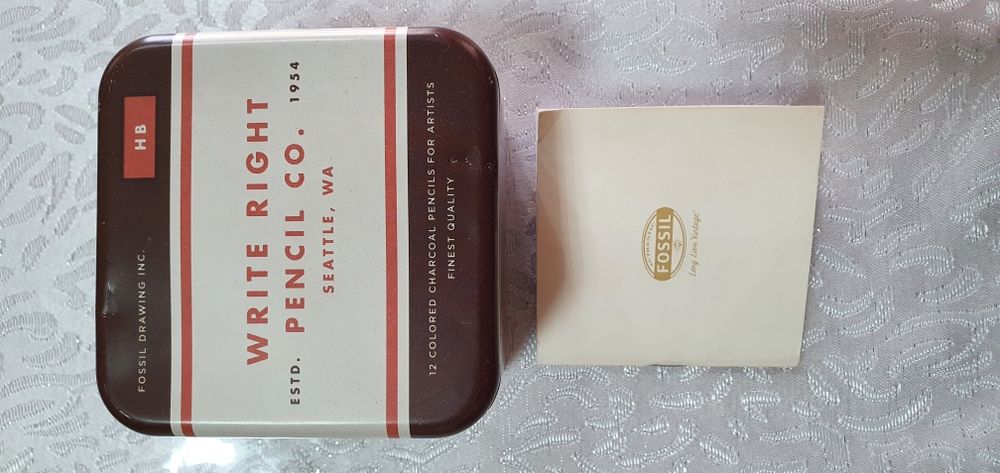 FOSSIL DRAWING INC.
HB
WRITE RIGHT
ESTD. PENCIL CO. 1954
SEATTLE, WA
12 COLORED CHARCOAL PENCILS FOR ARTISTS
FINEST QUALITY
AUTHENTIC
FOSSIL
Long Live Vintage